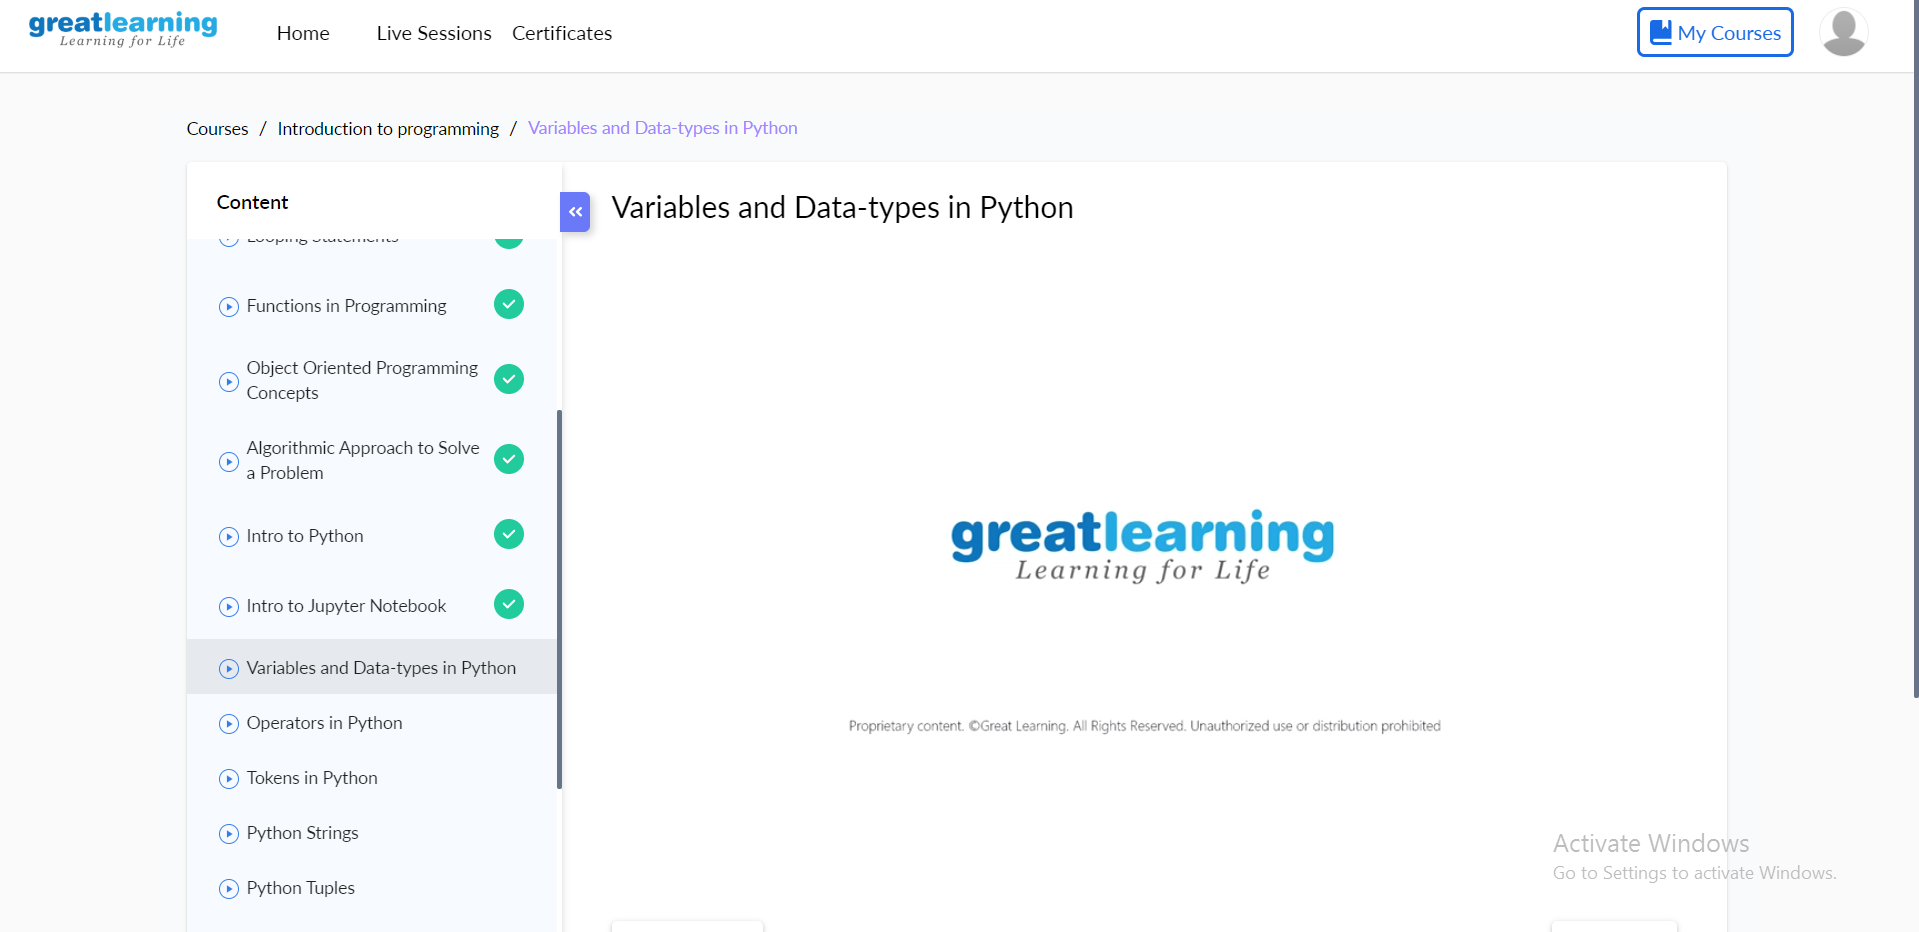 greatlearning
Learning for Life
Home
Live Sessions
Certificates
My Courses
Courses / Introduction to programming / Variables and Data-types in Python
Content
Looping Statements
Functions in Programming
Object Oriented Programming
Concepts
Algorithmic Approach to Solve
a Problem
Intro to Python
Intro to Jupyter Notebook
Variables and Data-types in Python
Operators in Python
Tokens in Python
Python Strings
Python Tuples
Variables and Data-types in Python
greatlearning
Learning for Life
Proprietary content. ©Great Learning. All Rights Reserved. Unauthorized use or distribution prohibited
Activate Windows
Go to Settings to activate Windows.